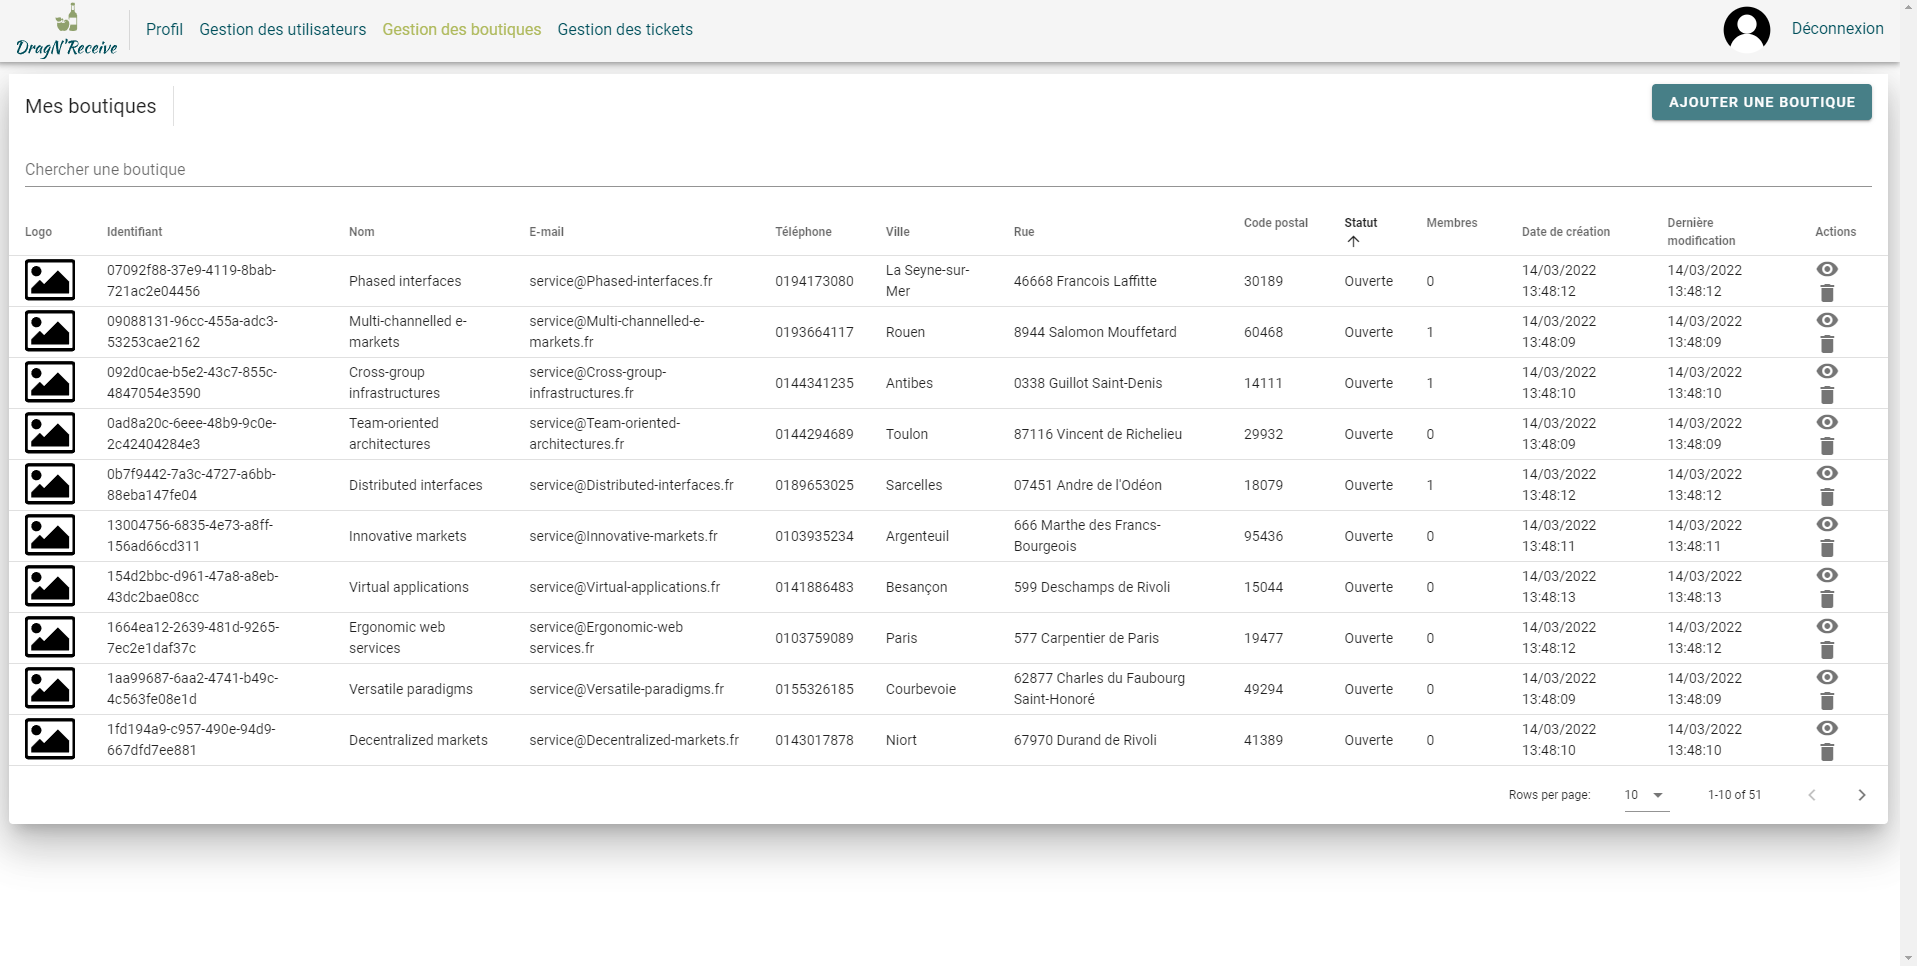 DragN'Receive
Profil Gestion des utilisateurs Gestion des boutiques Gestion des tickets Déconnexion
Mes boutiques AJOUTER UNE BOUTIQUE
Chercher une boutique
Logo Identifiant Nom E-mail Téléphone Ville Rue Code postal Statut Membres Date de création Dernière modification Actions
07092f88-37e9-4119-8bab-721ac2e04456 Phased interfaces service@Phased-interfaces.fr 0194173080 La Seyne-sur-Mer 46668 Francois Laffitte 30189 Ouverte 0 14/03/2022 13:48:12 14/03/2022 13:48:12
09088131-96cc-455a-adc3-53253cae2162 Multi-channelled e-markets service@Multi-channelled-e-markets.fr 0193664117 Rouen 8944 Salomon Mouffetard 60468 Ouverte 1 14/03/2022 13:48:09 14/03/2022 13:48:09
092d0cae-b5e2-43c7-855c-4847054e3590 Cross-group infrastructures service@Cross-group-infrastructures.fr 0144341235 Antibes 0338 Guillot Saint-Denis 14111 Ouverte 1 14/03/2022 13:48:10 14/03/2022 13:48:10
0ad8a20c-6eee-48b9-9c0e-2c42404284e3 Team-oriented architectures service@Team-oriented-architectures.fr 0144294689 Toulon 87116 Vincent de Richelieu 29932 Ouverte 0 14/03/2022 13:48:09 14/03/2022 13:48:09
0b7f9442-7a3c-4727-a6bb-88eba147fe04 Distributed interfaces service@Distributed-interfaces.fr 0189653025 Sarcelles 07451 Andre de l'Odéon 18079 Ouverte 1 14/03/2022 13:48:12 14/03/2022 13:48:12
13004756-6835-4e73-a8ff-156ad66cd311 Innovative markets service@Innovative-markets.fr 0103935234 Argenteuil 666 Marthe des Francs-Bourgeois 95436 Ouverte 0 14/03/2022 13:48:11 14/03/2022 13:48:11
154d2bbc-d961-47a8-a8eb-43dc2bae08cc Virtual applications service@Virtual-applications.fr 0141886483 Besançon 599 Deschamps de Rivoli 15044 Ouverte 0 14/03/2022 13:48:13 14/03/2022 13:48:13
1664ea12-2639-481d-9265-7ec2e1daf37c Ergonomic web services service@Ergonomic-web services.fr 0103759089 Paris 577 Carpentier de Paris 19477 Ouverte 0 14/03/2022 13:48:12 14/03/2022 13:48:12
1aa99687-6aa2-4741-b49c-4c563fe08e1d Versatile paradigms service@Versatile-paradigms.fr 0155326185 Courbevoie 62877 Charles du Faubourg Saint-Honoré 49294 Ouverte 0 14/03/2022 13:48:09 14/03/2022 13:48:09
1fd194a9-c957-490e-94d9-667dfd7ee881 Decentralized markets service@Decentralized-markets.fr 0143017878 Niort 67970 Durand de Rivoli 41389 Ouverte 0 14/03/2022 13:48:10 14/03/2022 13:48:10
Rows per page: 10 1-10 of 51